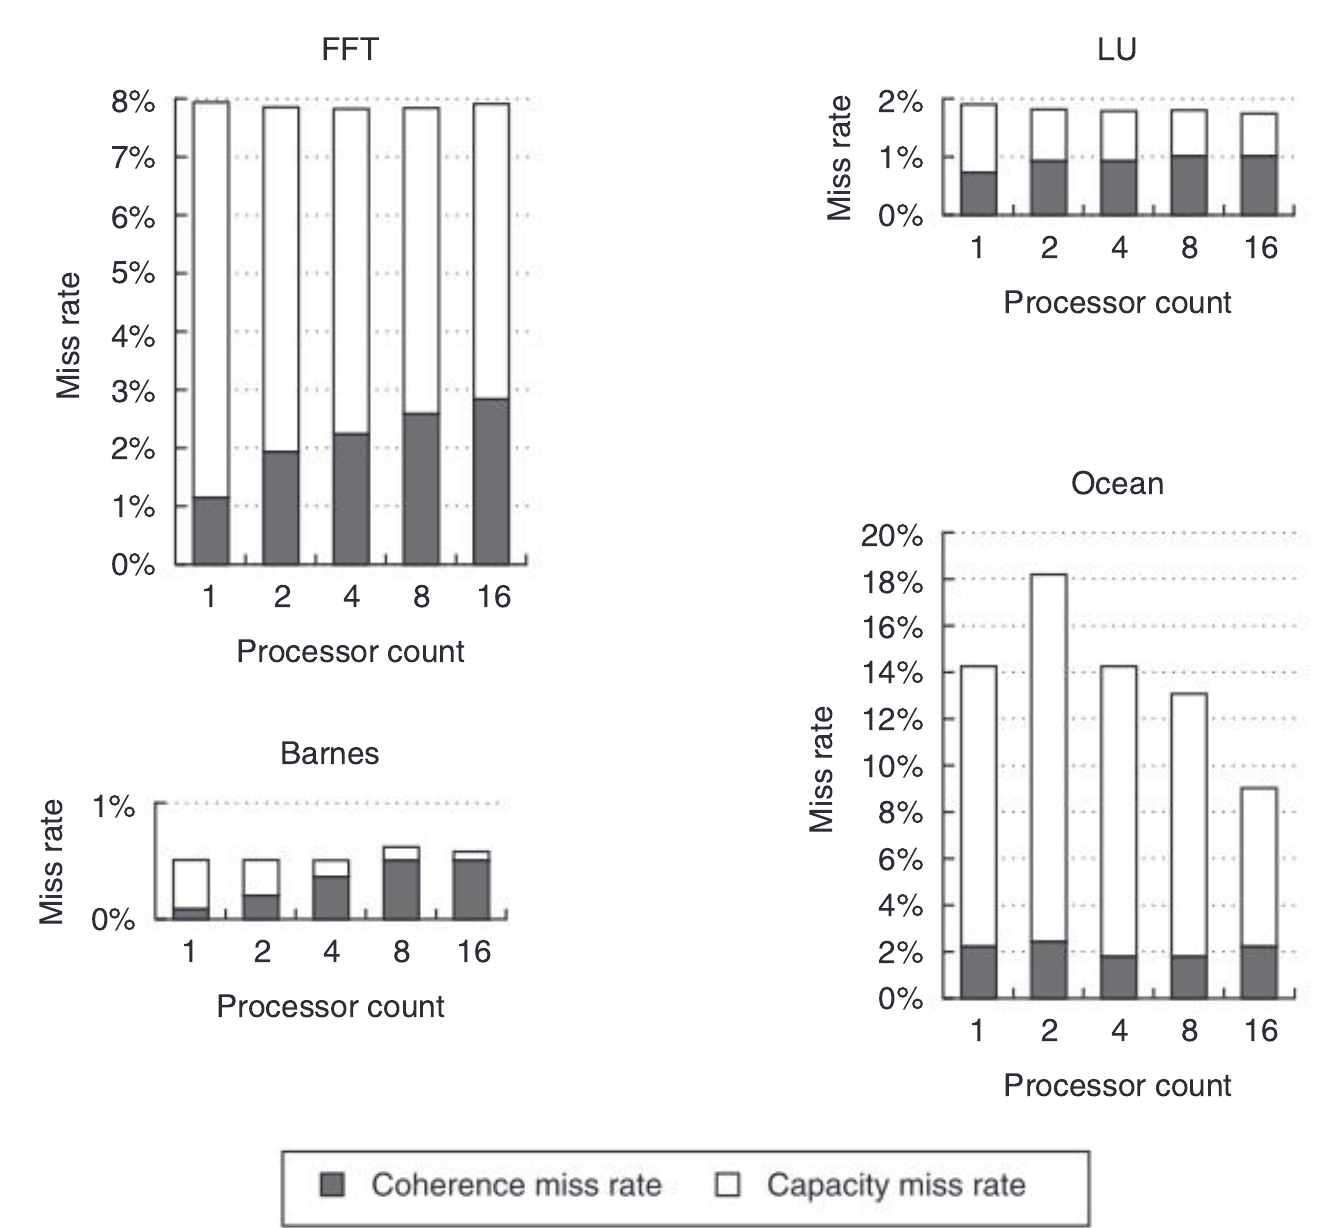 FFT
Miss rate
8%
7%
6%
5%
4%
3%
2%
1%
0%
1 2 4 8 16
Processor count
LU
Miss rate
2%
1%
0%
1 2 4 8 16
Processor count
Barnes
Miss rate
1%
0%
1 2 4 8 16
Processor count
Ocean
Miss rate
20%
18%
16%
14%
12%
10%
8%
6%
4%
2%
0%
1 2 4 8 16
Processor count
Coherence miss rate Capacity miss rate